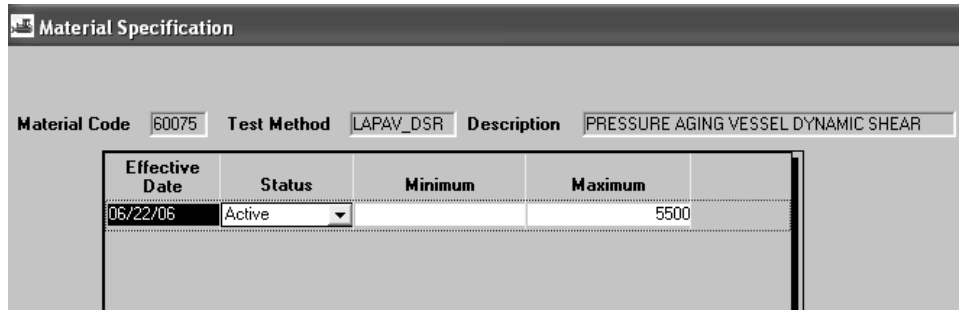 Material Specification
Material Code 60075 Test Method LAPAV_DSR Description PRESSURE AGING VESSEL DYNAMIC SHEAR
Effective Date Status Minimum Maximum
06/22/06 Active 5500